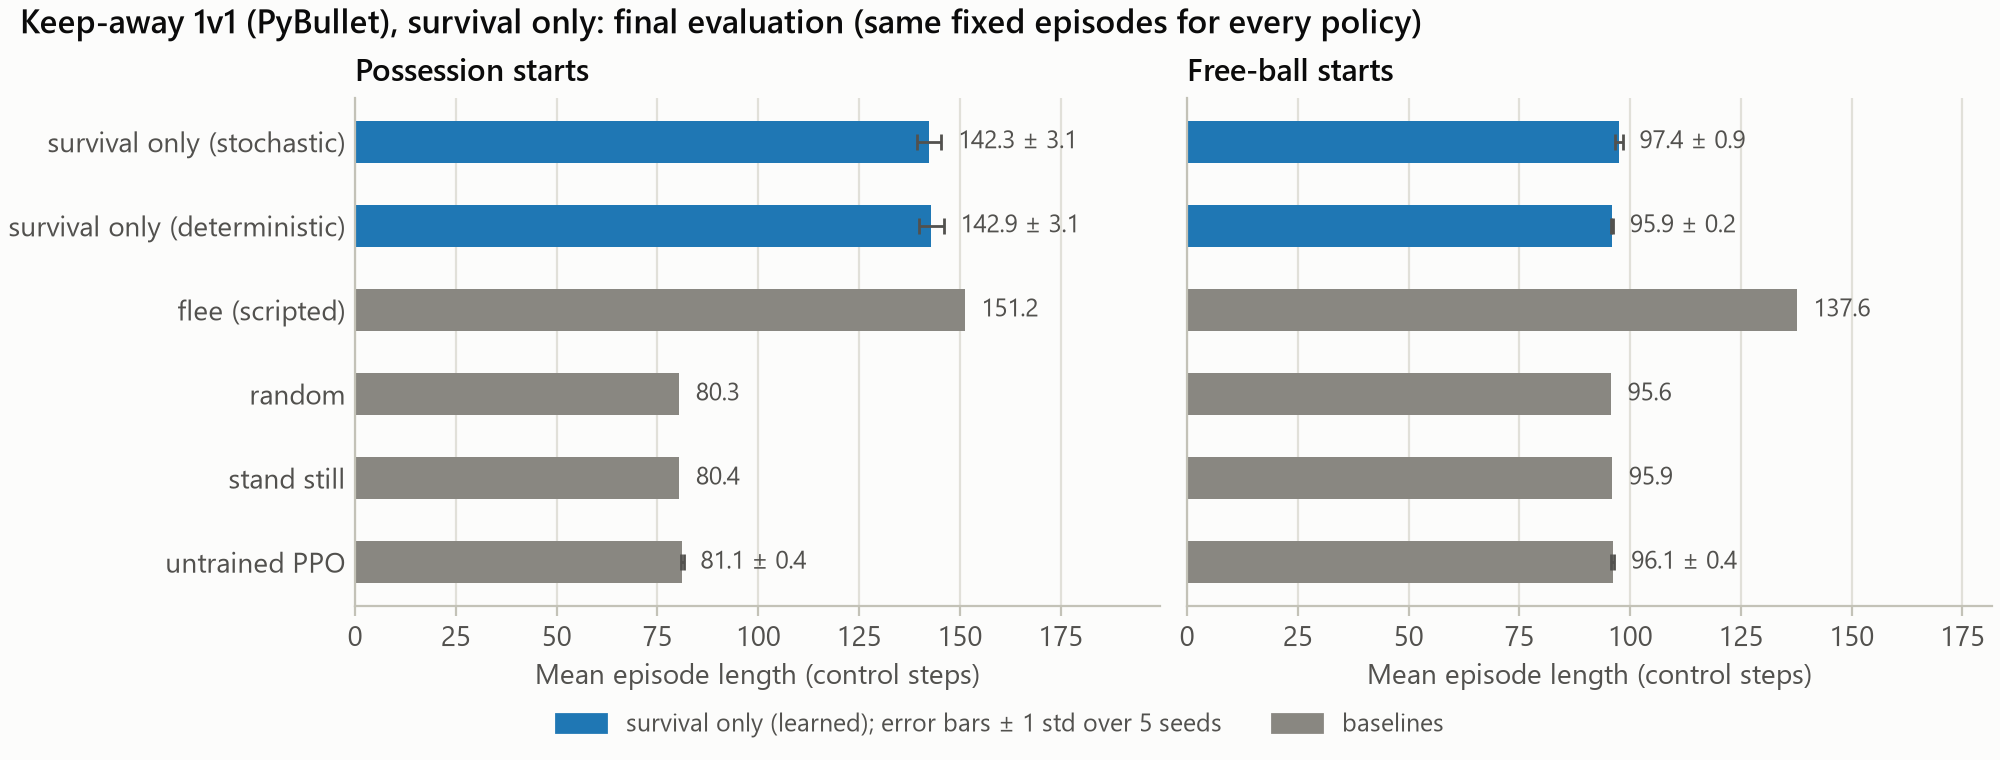 Keep-away 1v1 (PyBullet), survival only: final evaluation (same fixed episodes for every policy)
Possession starts
survival only (stochastic)
142.3 ± 3.1
survival only (deterministic)
142.9 ± 3.1
flee (scripted)
151.2
random
80.3
stand still
80.4
untrained PPO
81.1 ± 0.4
0 25 50 75 100 125 150 175
Mean episode length (control steps)
Free-ball starts
97.4 ± 0.9
95.9 ± 0.2
137.6
95.6
95.9
96.1 ± 0.4
0 25 50 75 100 125 150 175
Mean episode length (control steps)
survival only (learned); error bars ± 1 std over 5 seeds
baselines